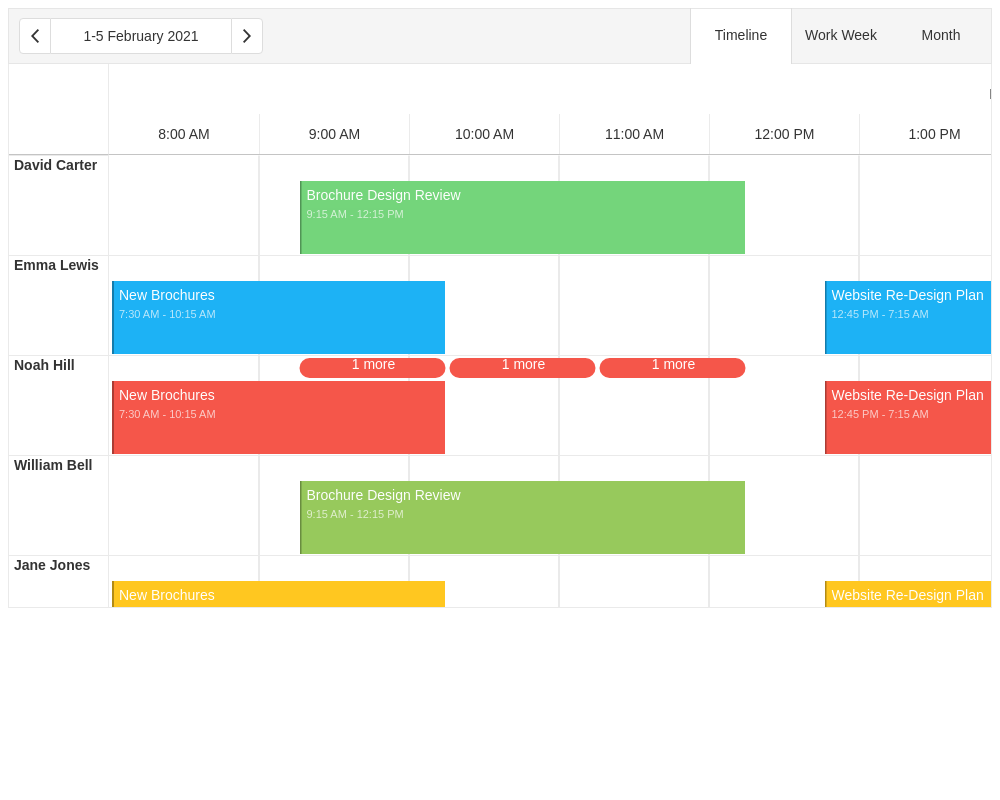 1-5 February 2021
Timeline
Work Week
Month
8:00 AM
9:00 AM
10:00 AM
11:00 AM
12:00 PM
1:00 PM
David Carter
Brochure Design Review
9:15 AM - 12:15 PM
Emma Lewis
New Brochures
7:30 AM - 10:15 AM
Website Re-Design Plan
12:45 PM - 7:15 AM
Noah Hill
1 more
1 more
1 more
New Brochures
7:30 AM - 10:15 AM
Website Re-Design Plan
12:45 PM - 7:15 AM
William Bell
Brochure Design Review
9:15 AM - 12:15 PM
Jane Jones
New Brochures
Website Re-Design Plan